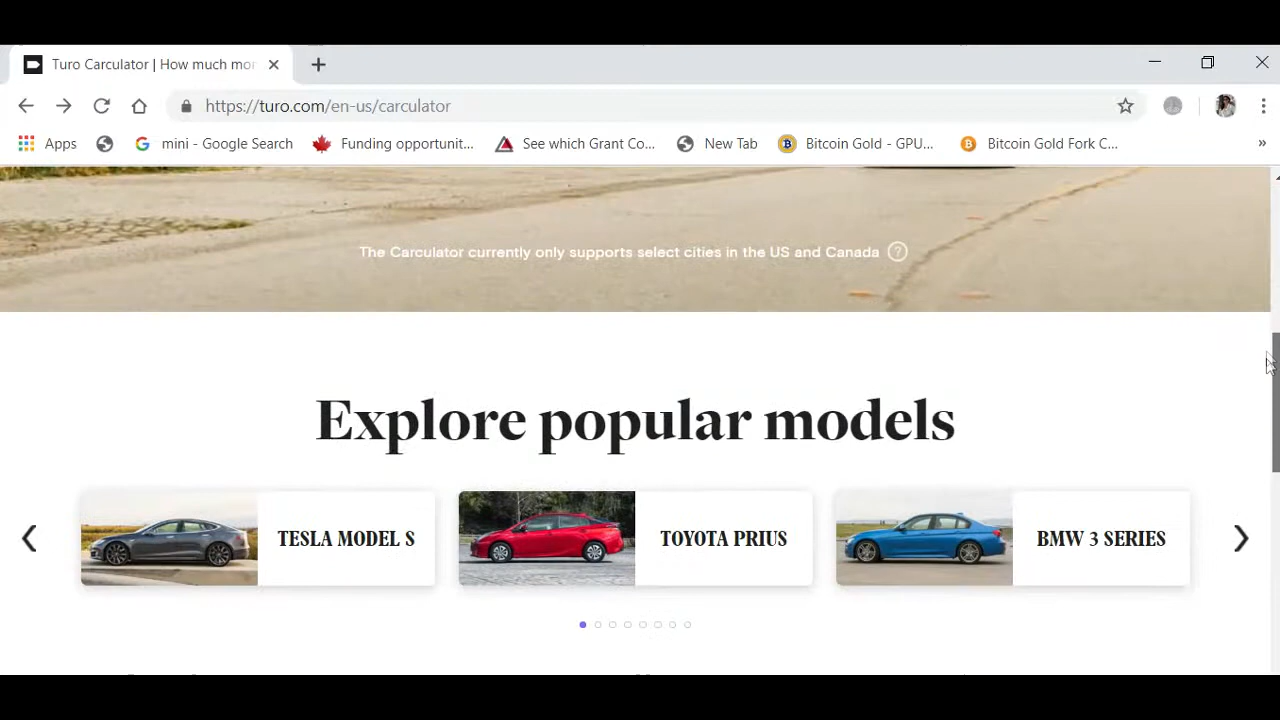 Turo Carculator | How much mor
https://turo.com/en-us/carculator
Apps
mini - Google Search
Funding opportunit...
See which Grant Co...
New Tab
Bitcoin Gold - GPU...
Bitcoin Gold Fork C...
»
The Carculator currently only supports select cities in the US and Canada ?
Explore popular models
TESLA MODEL S
TOYOTA PRIUS
BMW 3 SERIES